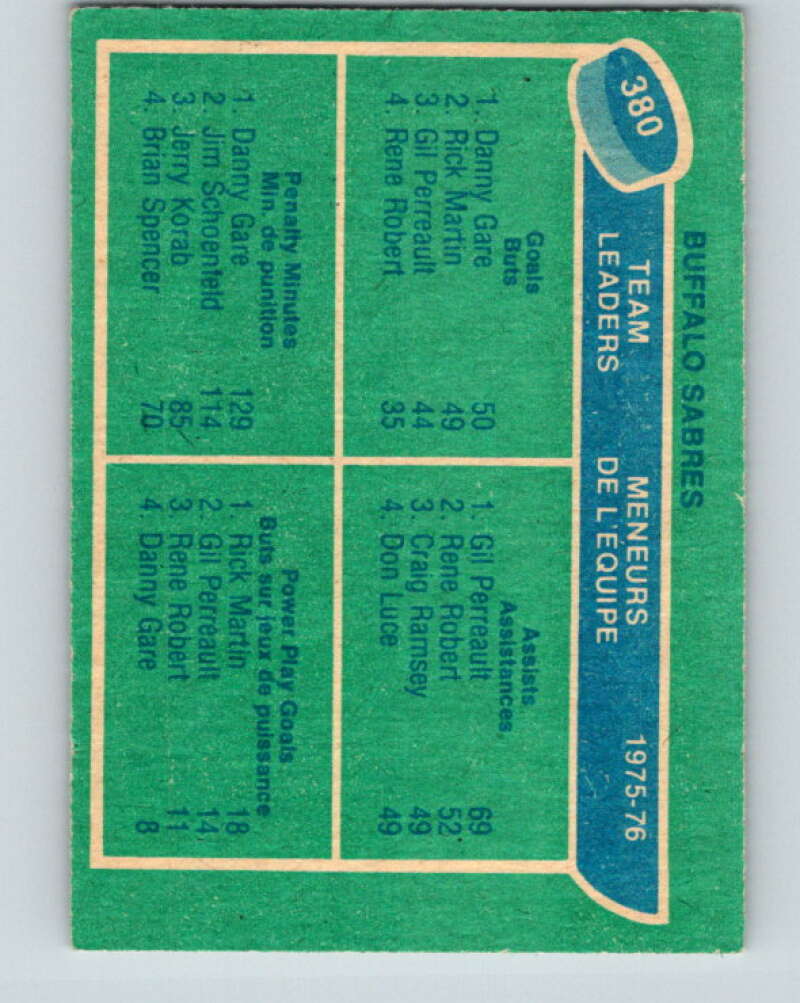 BUFFALO SABRES
380
TEAM LEADERS
MENEURS DE L'ÉQUIPE
1975-76
Goals
Buts
1. Danny Gare 50
2. Rick Martin 49
3. Gil Perreault 44
4 Rene Robert 35
Assists
Assistances
1. Gil Perreault 69
2. Rene Robert 52
3. Craig Ramsey 49
4. Don Luce 49
Penalty Minutes
Min. de punition
1. Danny Gare 129
2. Jim Schoenfeld 114
3. Jerry Korab 85
4. Brian Spencer 70
Power Play Goals
Buts sur jeux de puissance
1. Rick Martin 18
2. Gil Perreault 14
3. Rene Robert 11
4. Danny Gare 8